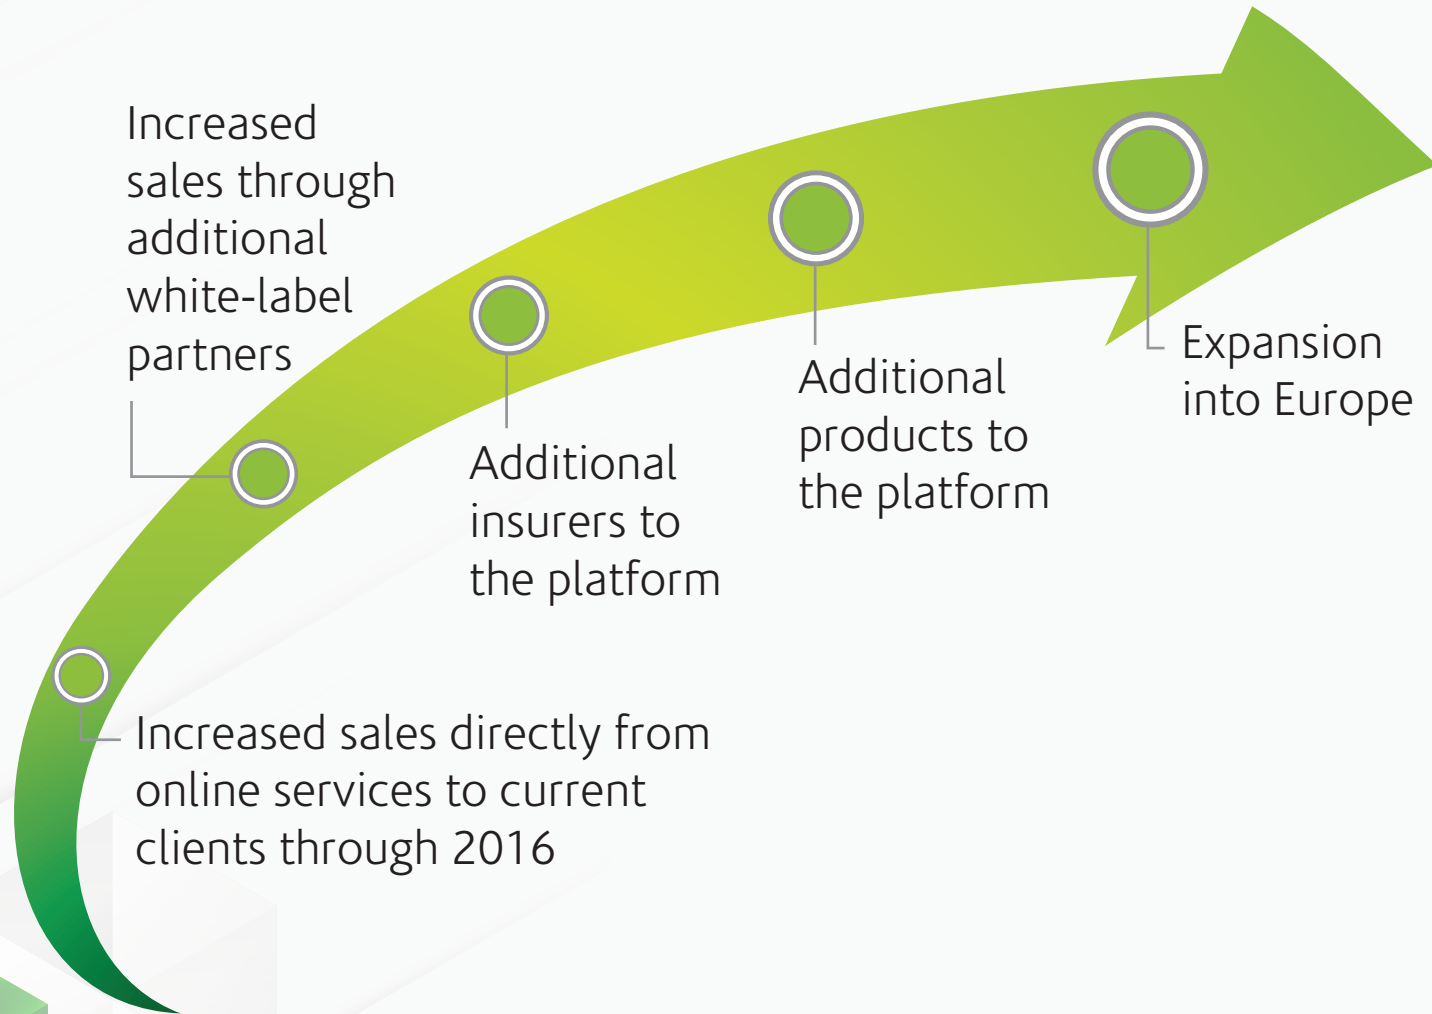 Increased
sales through
additional
white-label
partners
Additional
insurers to
the platform
Additional
products to
the platform
Expansion
into Europe
Increased sales directly from
online services to current
clients through 2016